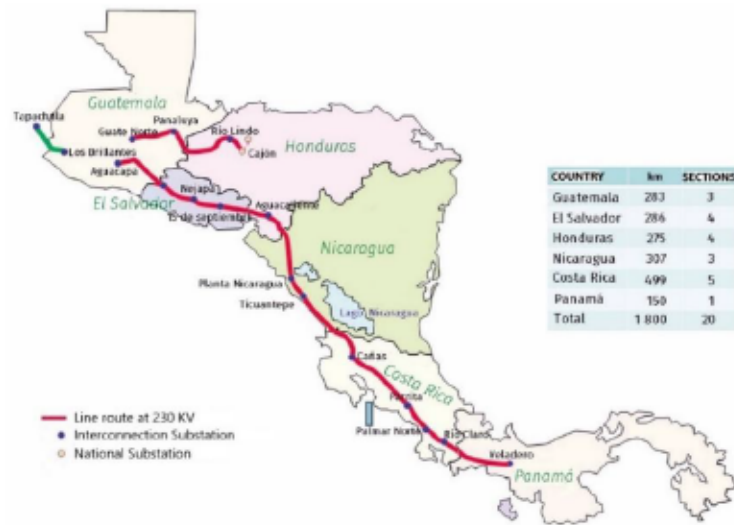 Guatemala
Tapachula
Panaluya
Guate Norte
Rio Lindo
Los Brillantes
Cajón
Honduras
Aguacapa
Nejapa
El Salvador
15 de septiembre
Aguacaliente
Nicaragua
Planta Nicaragua
Ticuantepe
Lago Nicaragua
Cañas
Costa Rica
Parrita
Palmar Norte
Rio Claro
Veladero
Panamá
Line route at 230 KV
Interconnection Substation
National Substation
COUNTRY km SECTIONS
Guatemala 283 3
El Salvador 286 4
Honduras 275 4
Nicaragua 307 3
Costa Rica 499 5
Panamá 150 1
Total 1 800 20